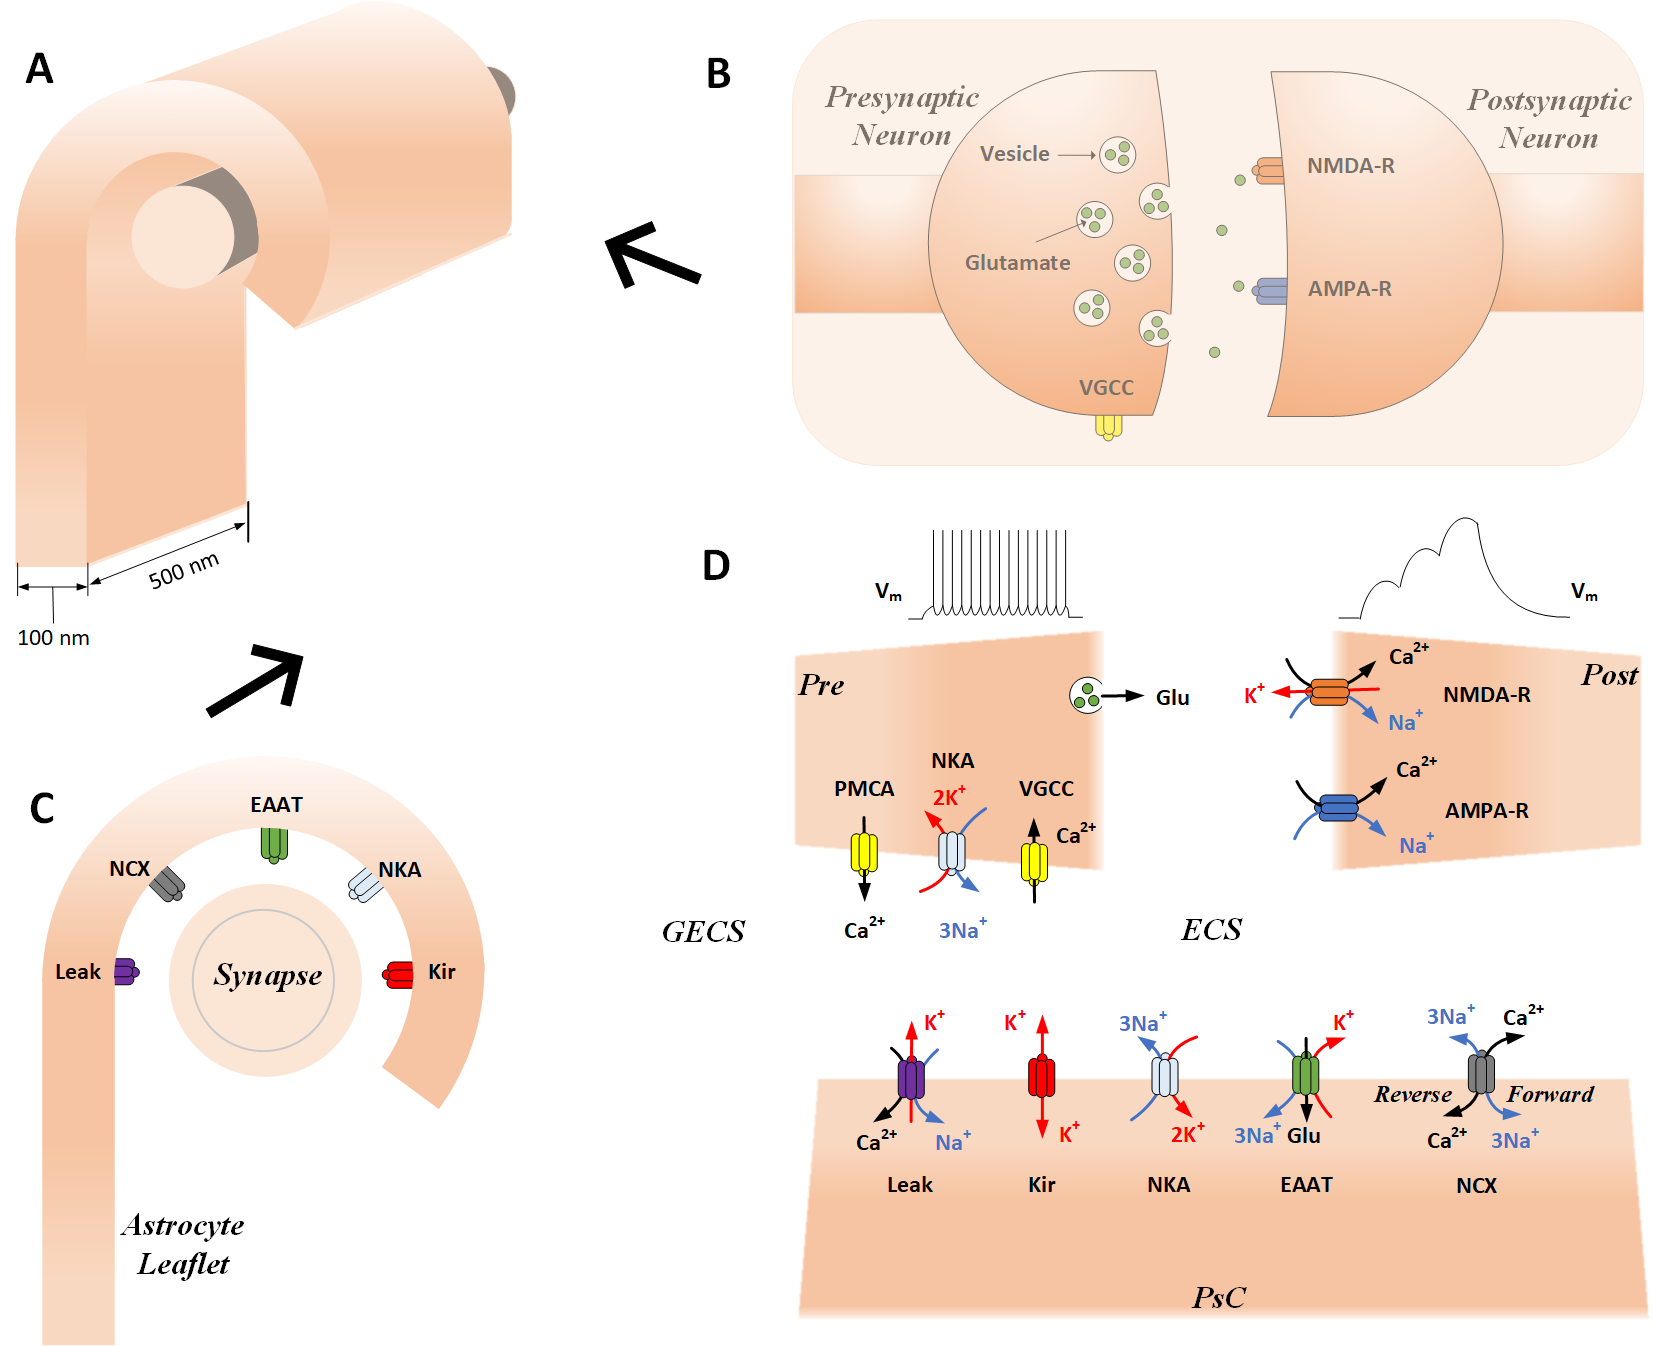 A
500 nm
100 nm
B
Presynaptic
Neuron
Postsynaptic
Neuron
Vesicle
Glutamate
VGCC
NMDA-R
AMPA-R
C
EAAT
NCX
NKA
Leak
Synapse
Kir
Astrocyte
Leaflet
D
Vm
Vm
Pre
Glu
Ca2+
K+
NMDA-R
Na+
Post
NKA
PMCA
2K+
VGCC
Ca2+
Ca2+
AMPA-R
Na+
Ca2+
3Na+
GECS
ECS
K+
K+
3Na+
K+
3Na+
Ca2+
Reverse
Forward
Ca2+
Na+
K+
2K+
3Na+
Glu
Ca2+
3Na+
Leak
Kir
NKA
EAAT
NCX
PsC